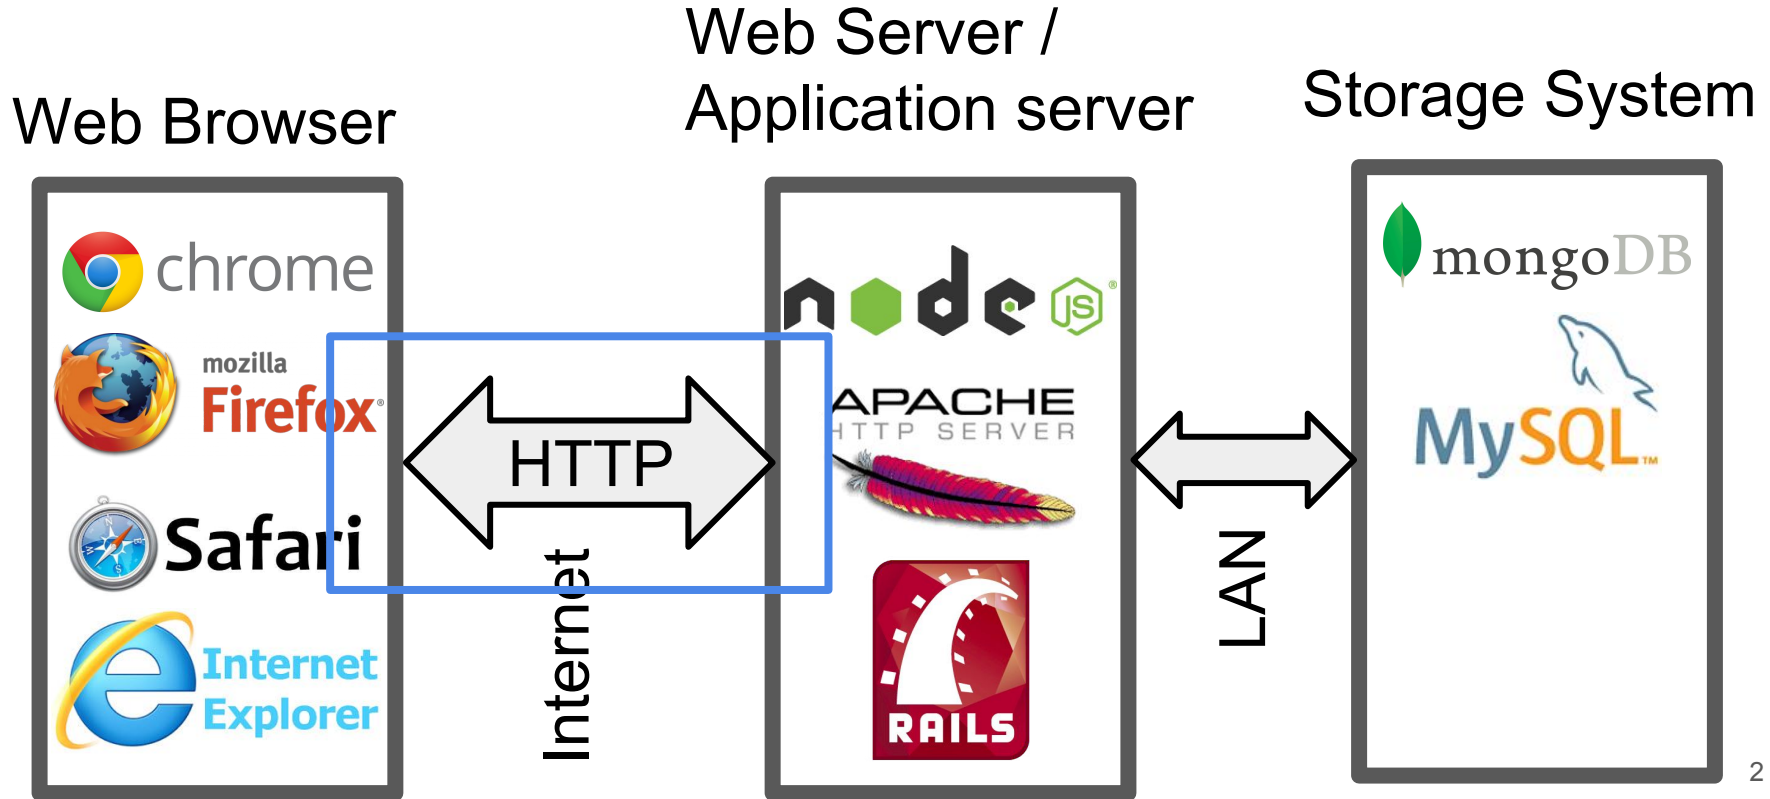 Web Browser
Web Server /
Application server
Storage System
chrome
mozilla
Firefox®
Safari
Internet
Explorer
HTTP
Internet
node JS®
APACHE
HTTP SERVER
RAILS
LAN
mongoDB
MySQL™
2